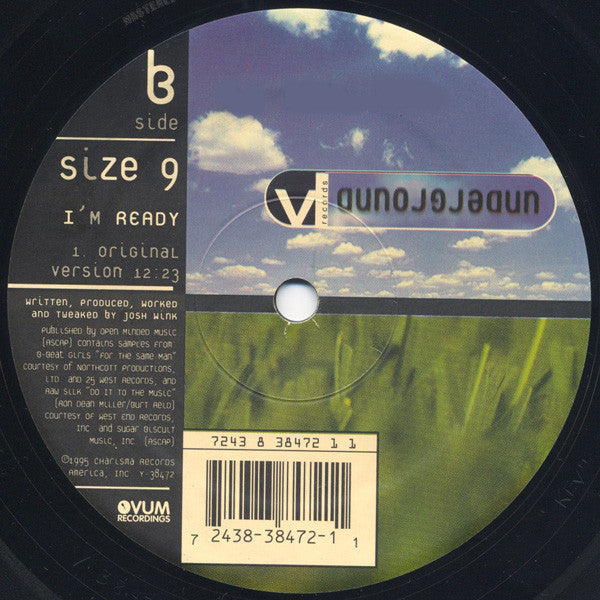 B
side
size 9
I'M READY
1. original
version 12:23
written, produced, worked
and tweaked by josh wink
published by open minded music
(ascap) contains samples from
B-Beat Girls "For the Same Man"
courtesy of Northcott Productions,
Ltd. and 25 West Records, and
Raw Silk "Do It to the Music"
(Ron Dean Miller/Burt Reid)
courtesy of West End Records,
Inc. and Sugar Biscuit
Music, Inc. (ASCAP)
©1995 Charisma Records
America, Inc Y-38472
OVUM
RECORDINGS
V
records
underground
7243 8 38472 1 1
7 2438-38472-1 1